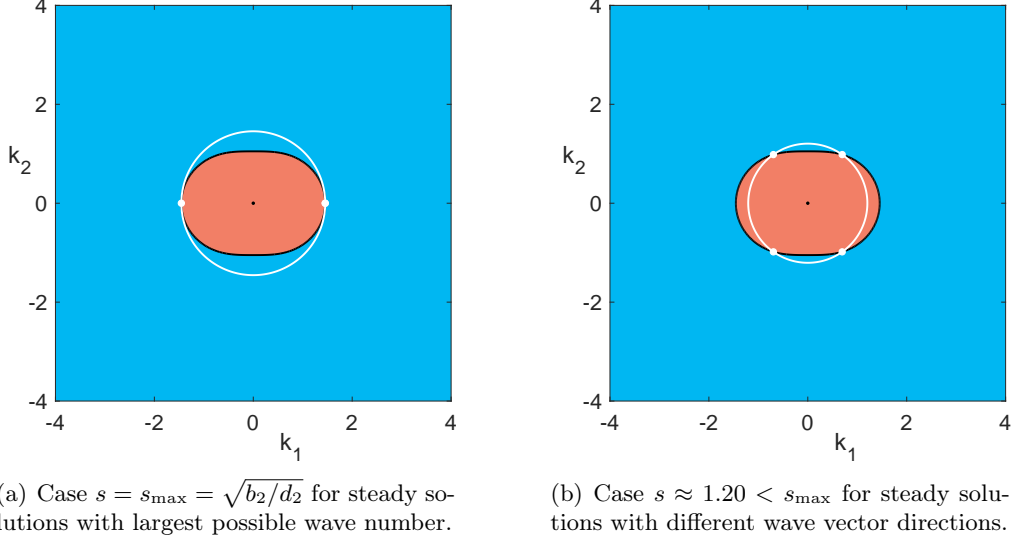 4
2
k2
0
-2
-4
-4 -2 0 2 4
k1
4
2
k2
0
-2
-4
-4 -2 0 2 4
k1
a) Case s = smax = √b2/d2 for steady so-
lutions with largest possible wave number.
(b) Case s ≈ 1.20 < smax for steady solu-
tions with different wave vector directions.